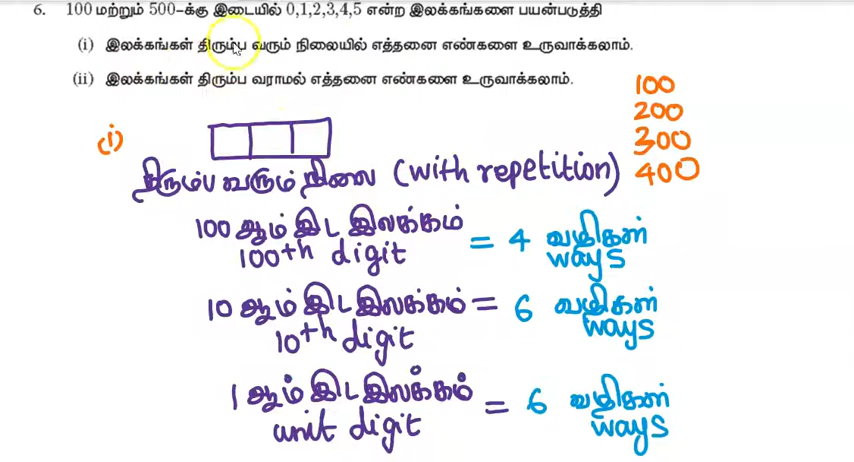 6. 100 மற்றும் 500-க்கு இடையில் 0,1,2,3,4,5 என்ற இலக்கங்களை பயன்படுத்தி
(i) இலக்கங்கள் திரும்ப வரும் நிலையில் எத்தனை எண்களை உருவாக்கலாம்.
(ii) இலக்கங்கள் திரும்ப வராமல் எத்தனை எண்களை உருவாக்கலாம்.
100
200
300
400
(i)
திரும்ப வரும் நிலை (with repetition)
100 ஆம் இட இலக்கம்
100th digit = 4 வழிகள் ways
10 ஆம் இட இலக்கம் = 6 வழிகள்
10th digit ways
1 ஆம் இட இலக்கம் = 6 வழிகள்
unit digit ways